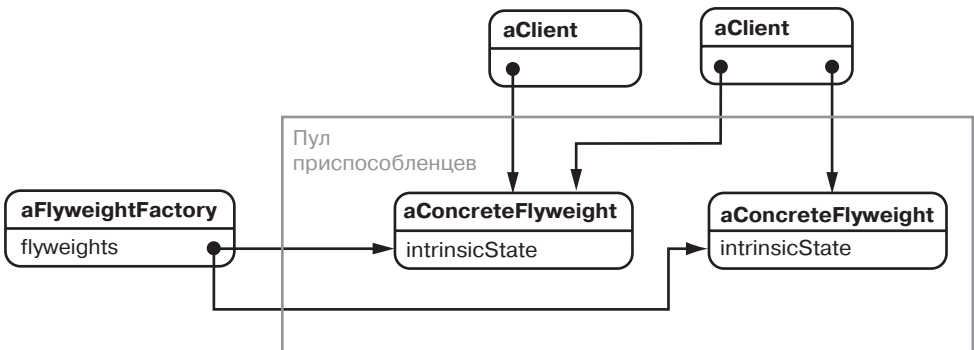 aClient
aClient
Пул
приспособленцев
aFlyweightFactory
flyweights
aConcreteFlyweight
intrinsicState
aConcreteFlyweight
intrinsicState